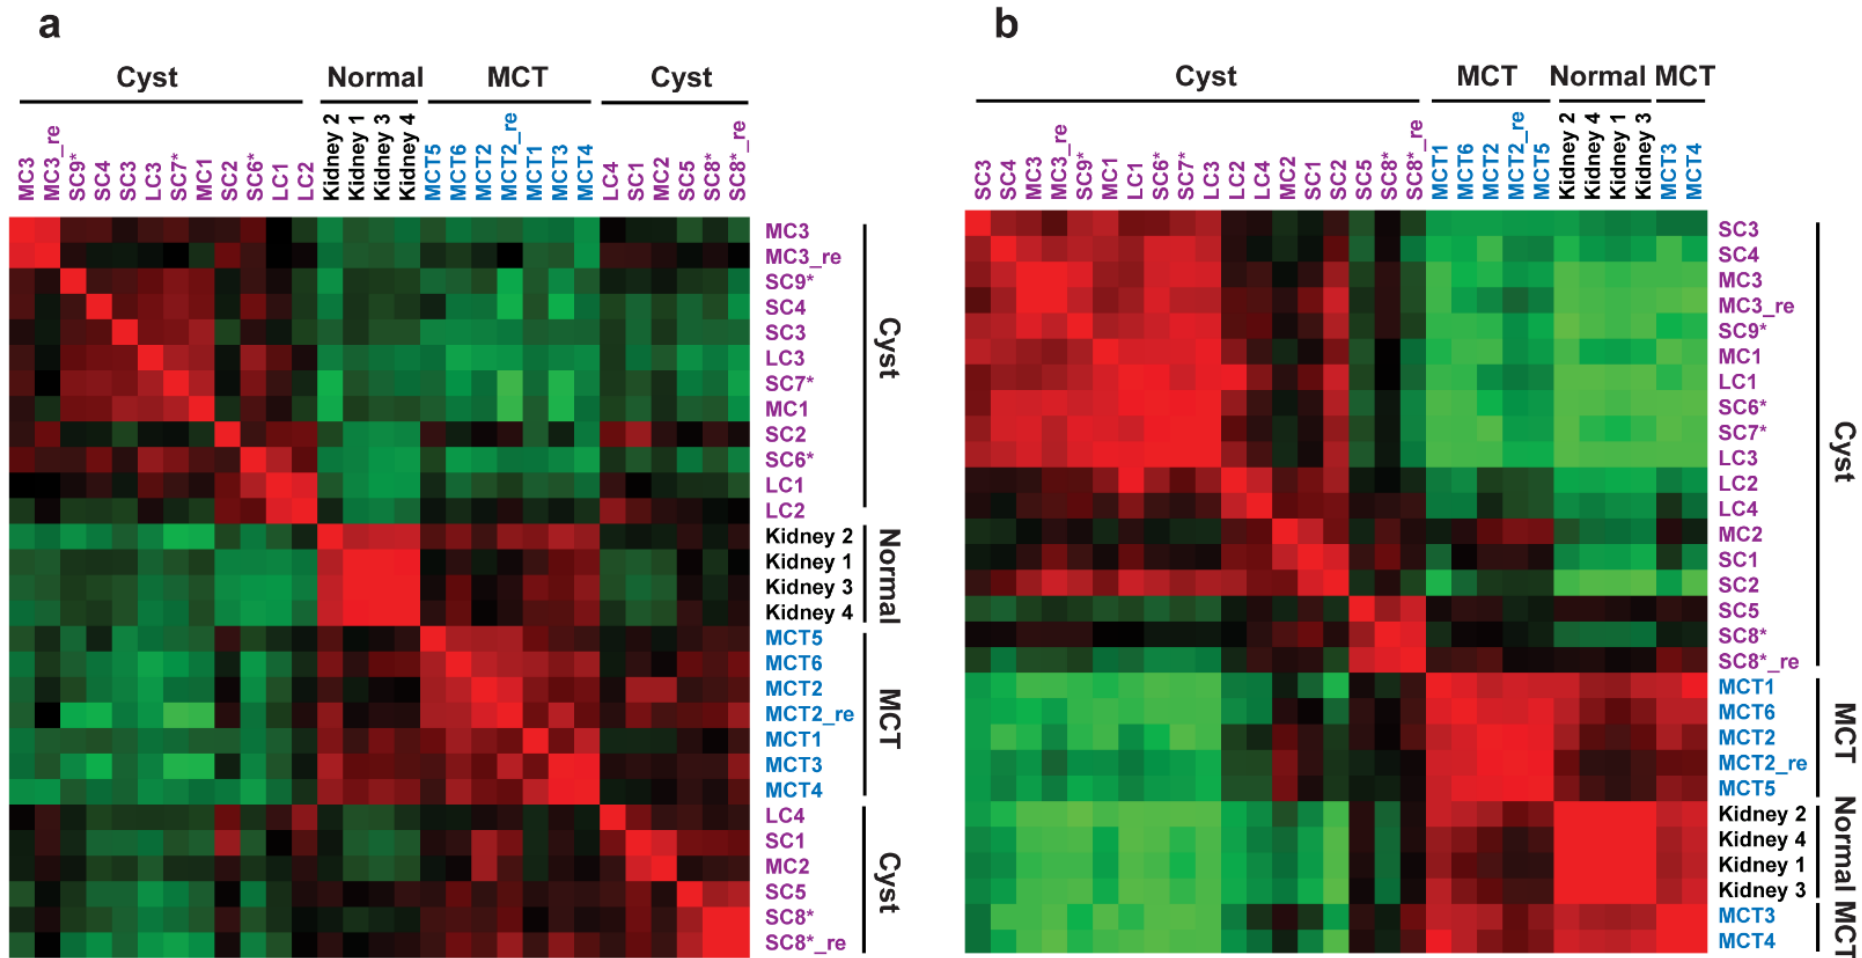 a
Cyst Normal MCT Cyst
MC3 MC3_re SC9* SC4 SC3 LC3 SC7* MC1 SC2 SC6* LC1 LC2 Kidney 2 Kidney 1 Kidney 3 Kidney 4 MCT5 MCT6 MCT2 MCT2_re MCT1 MCT3 MCT4 LC4 SC1 MC2 SC5 SC8* SC8*_re
MC3
MC3_re
SC9*
SC4
SC3
LC3
SC7*
MC1
SC2
SC6*
LC1
LC2
Kidney 2
Kidney 1
Kidney 3
Kidney 4
MCT5
MCT6
MCT2
MCT2_re
MCT1
MCT3
MCT4
LC4
SC1
MC2
SC5
SC8*
SC8*_re
Cyst
Normal
MCT
Cyst
b
Cyst MCT Normal MCT
SC3 SC4 MC3 MC3_re SC9* MC1 LC1 SC6* SC7* LC3 LC2 LC4 MC2 SC1 SC2 SC5 SC8* SC8*_re MCT1 MCT6 MCT2 MCT2_re MCT5 Kidney 2 Kidney 4 Kidney 1 Kidney 3 MCT3 MCT4
SC3
SC4
MC3
MC3_re
SC9*
MC1
LC1
SC6*
SC7*
LC3
LC2
LC4
MC2
SC1
SC2
SC5
SC8*
SC8*_re
MCT1
MCT6
MCT2
MCT2_re
MCT5
Kidney 2
Kidney 4
Kidney 1
Kidney 3
MCT3
MCT4
Cyst
MCT
Normal
MCT